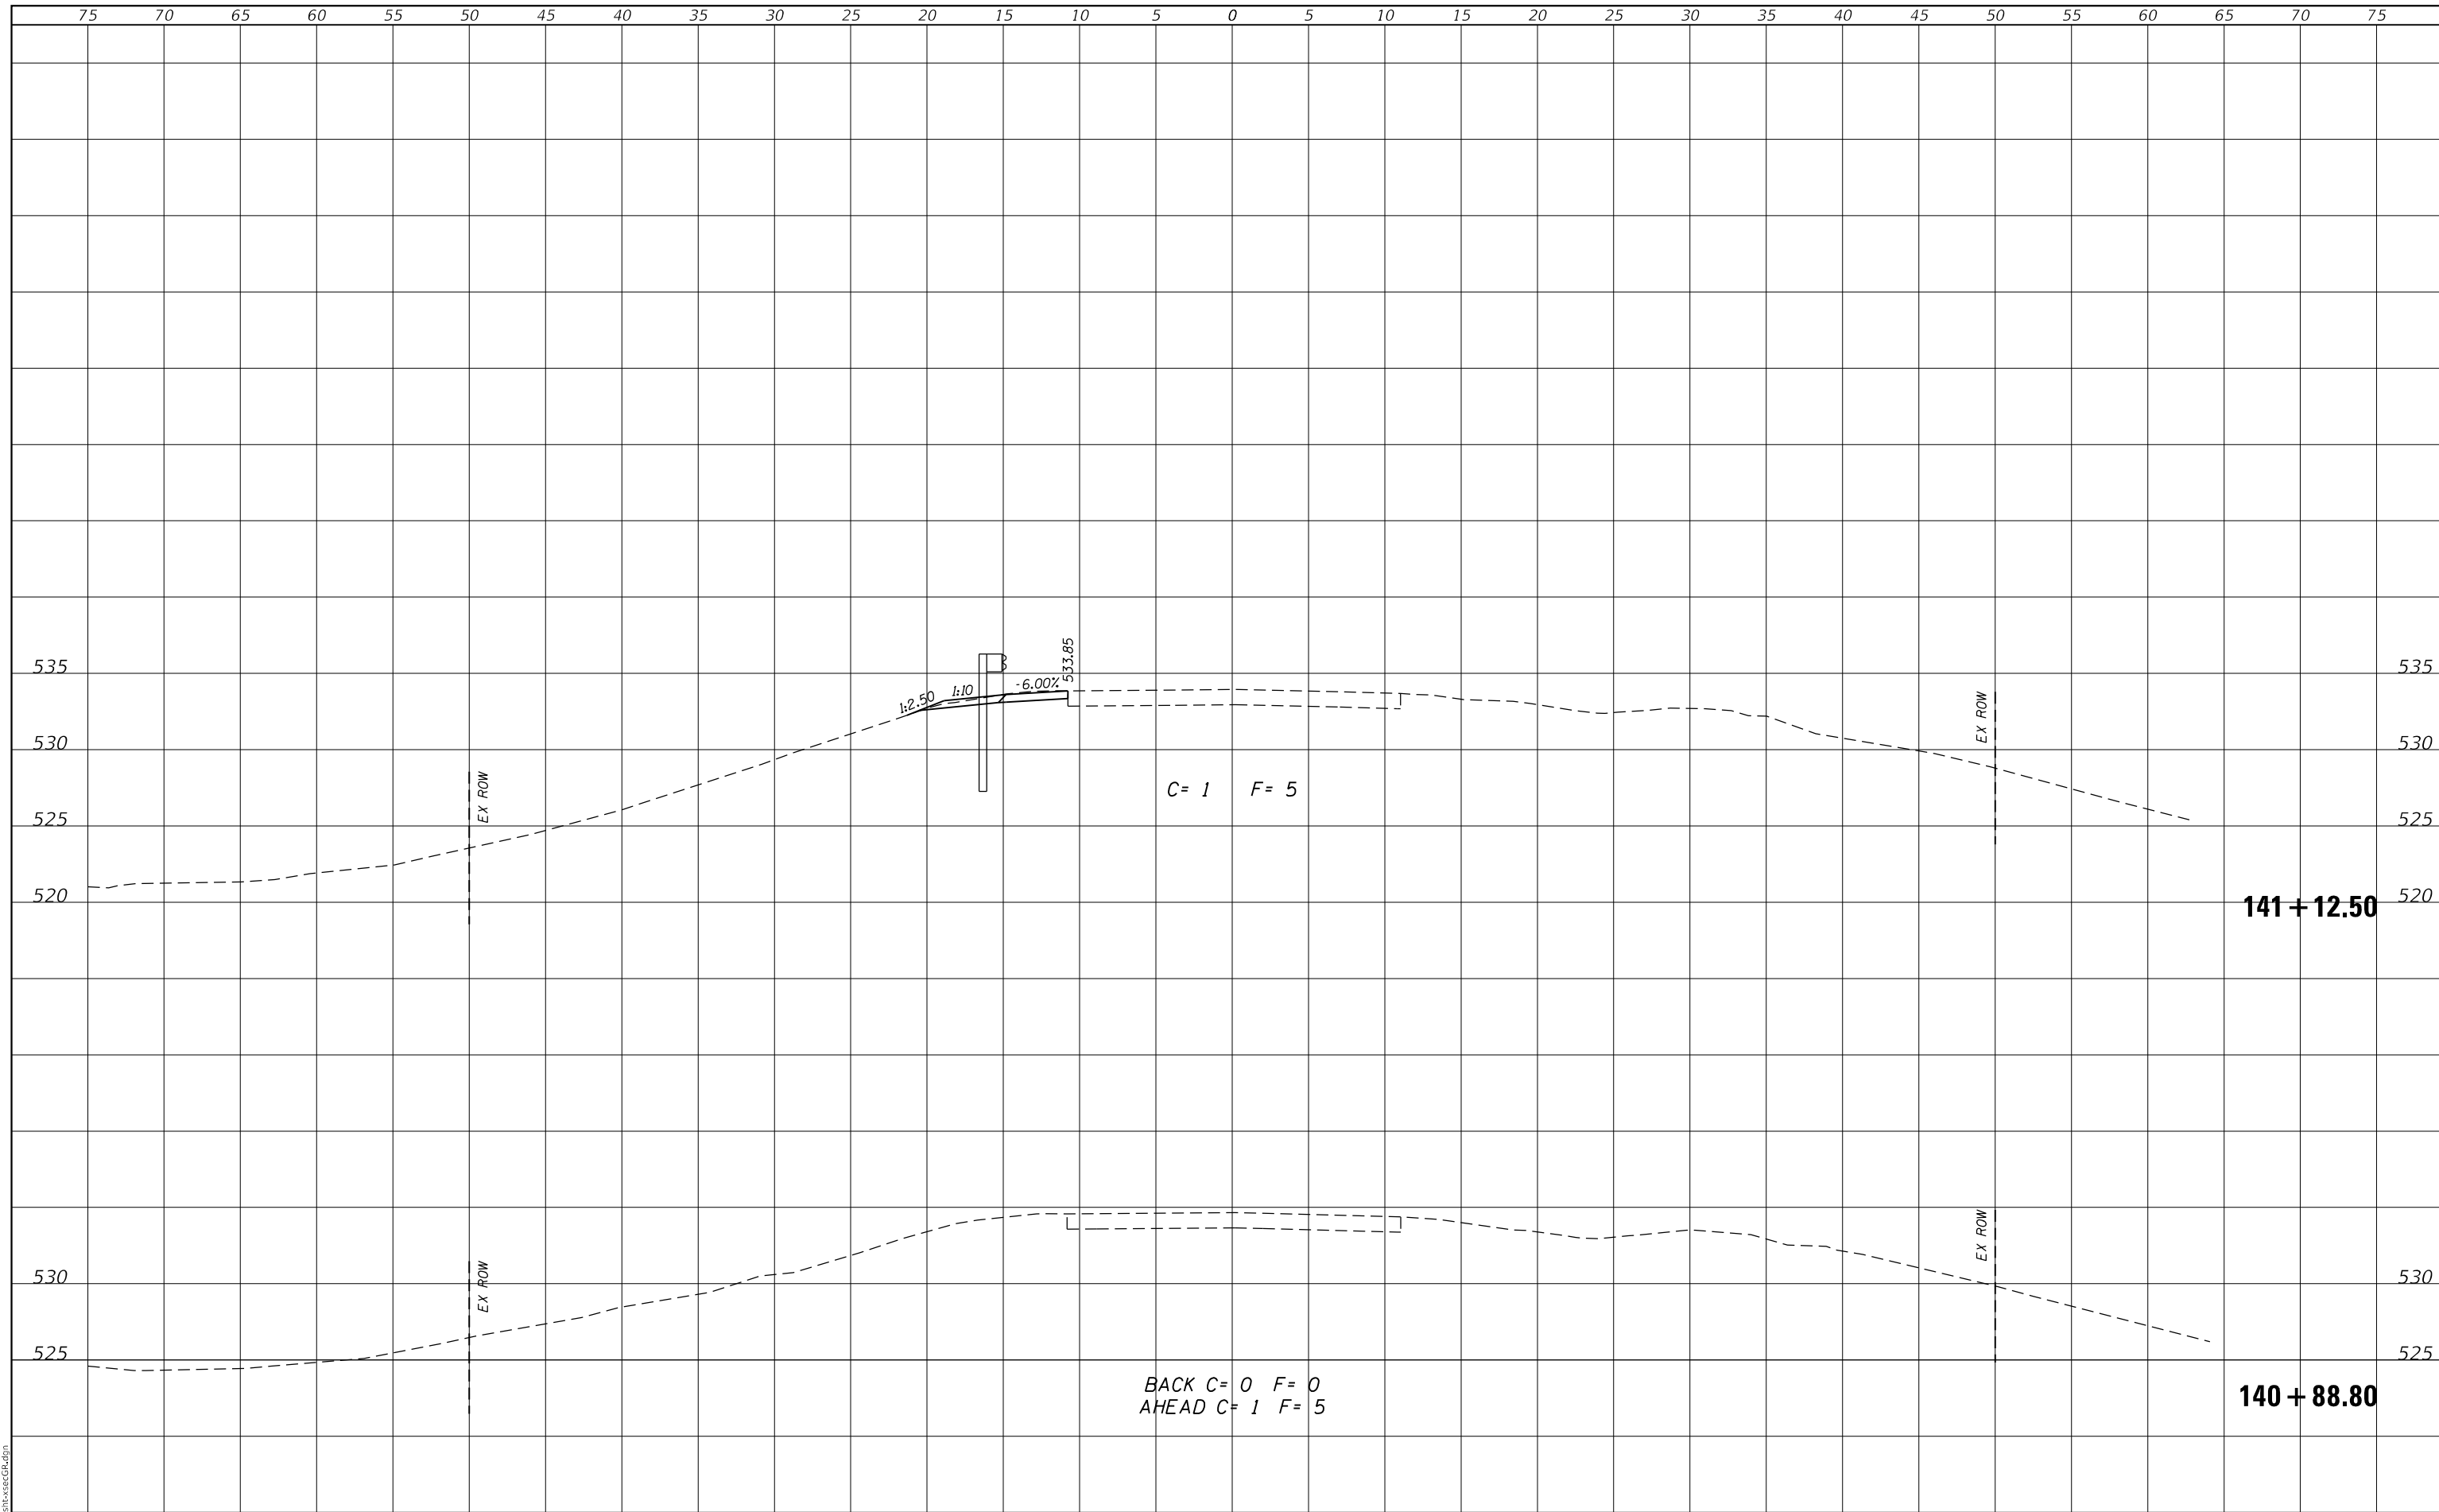 75 70 65 60 55 50 45 40 35 30 25 20 15 10 5 0 5 10 15 20 25 30 35 40 45 50 55 60 65 70 75
533.85
535 535
1:2.50 1:10 -6.00%
EX ROW
530 530
EX ROW
C= 1 F= 5
525 525
520 141+12.50 520
EX ROW
EX ROW
530 530
525 525
BACK C= 0 F= 0
AHEAD C= 1 F= 5
140+88.80
sht-xsecGR.dgn